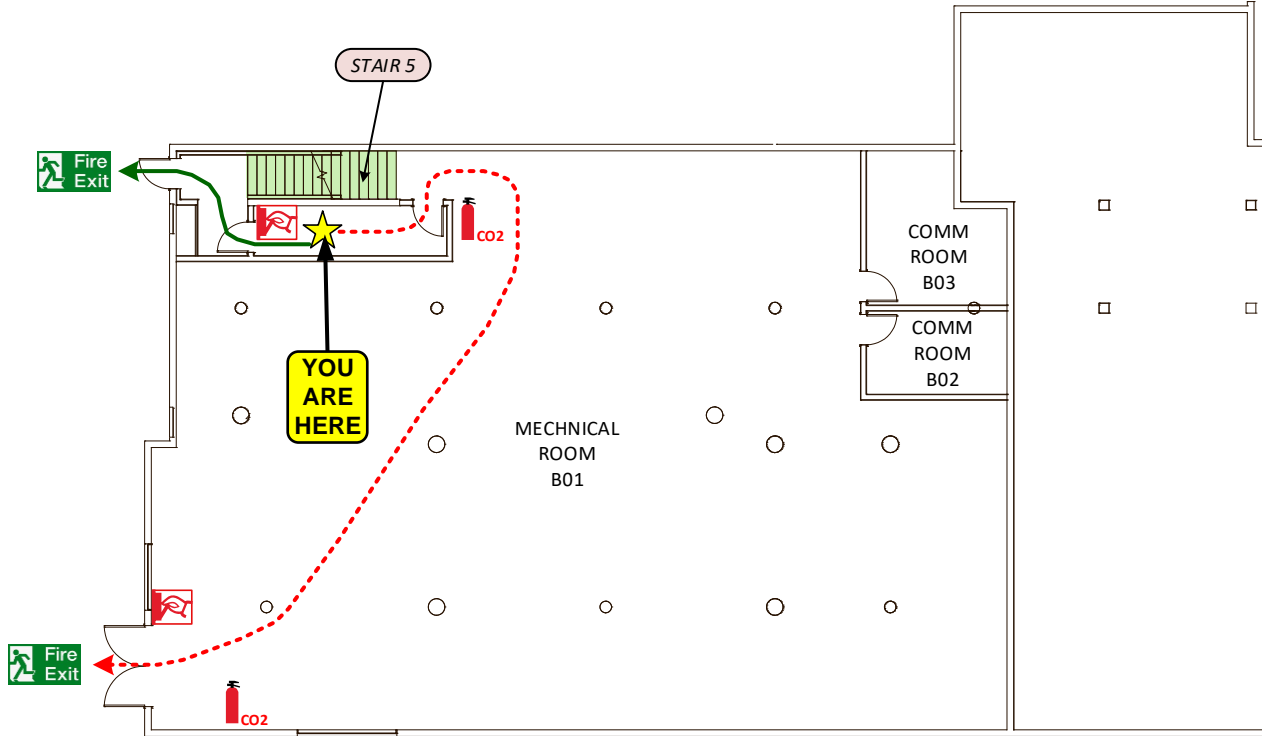 STAIR 5
Fire
Exit
CO2
COMM
ROOM
B03
COMM
ROOM
B02
YOU
ARE
HERE
MECHNICAL
ROOM
B01
Fire
Exit
CO2